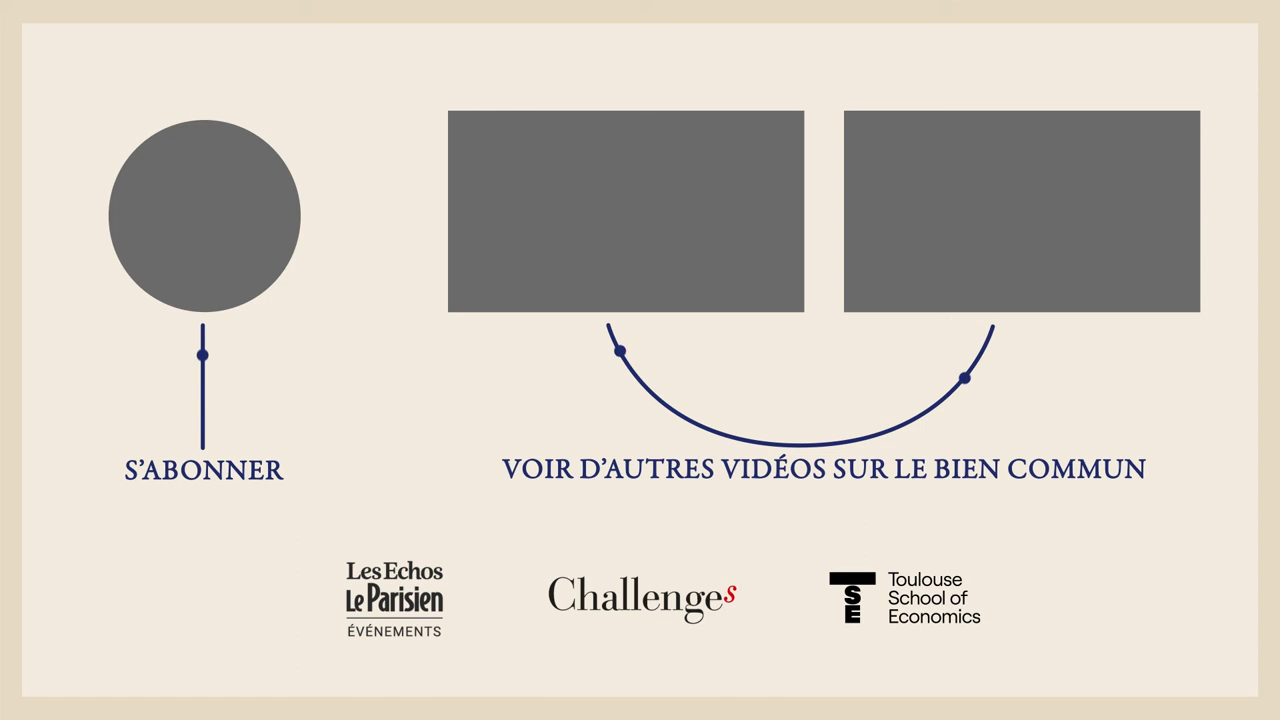 S’ABONNER
VOIR D’AUTRES VIDÉOS SUR LE BIEN COMMUN
Les Echos
Le Parisien
ÉVÉNEMENTS
Challenges
TSE
Toulouse
School of
Economics